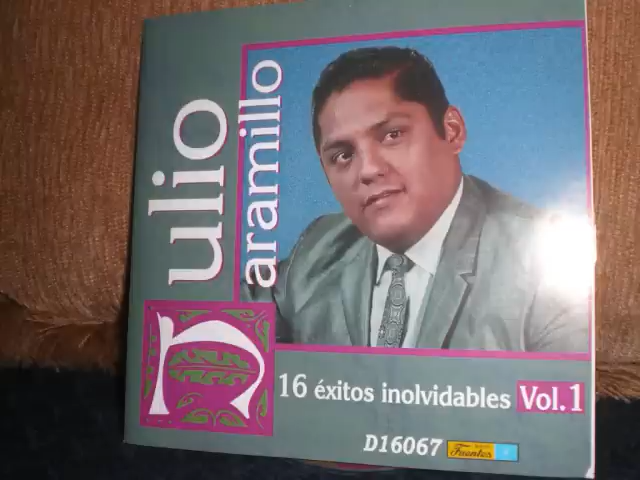 Julio
Jaramillo
16 éxitos inolvidables Vol.1
D16067 Fuentes